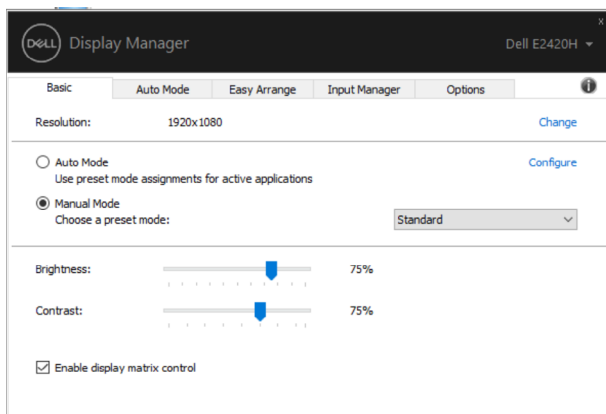 DELL Display Manager
Dell E2420H
x
Basic Auto Mode Easy Arrange Input Manager Options i
Resolution: 1920x1080 Change
Auto Mode Configure
Use preset mode assignments for active applications
Manual Mode
Choose a preset mode: Standard
Brightness: 75%
Contrast: 75%
Enable display matrix control